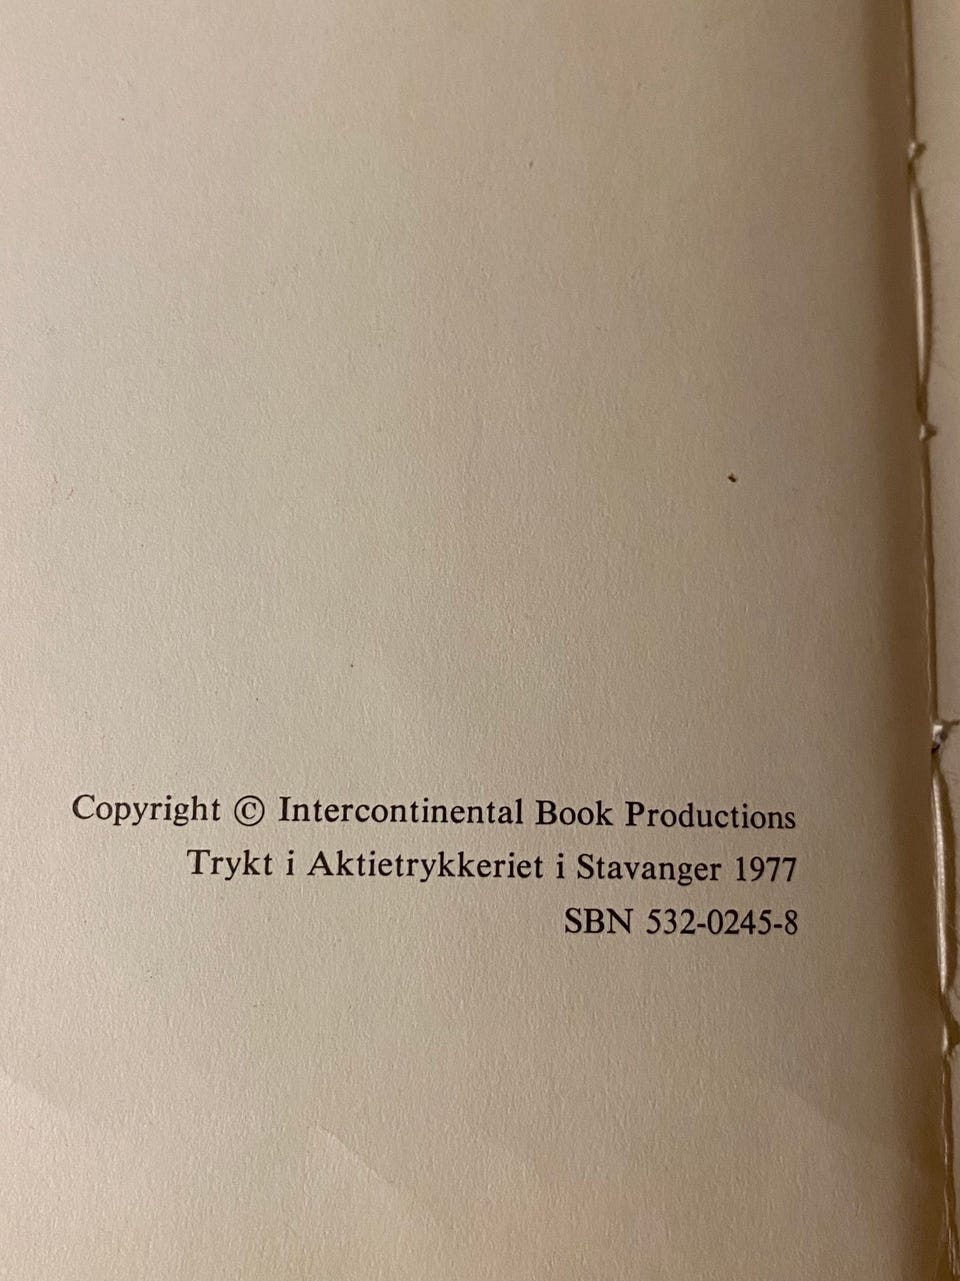 Copyright © Intercontinental Book Productions
Trykt i Aktietrykkeriet i Stavanger 1977
SBN 532-0245-8